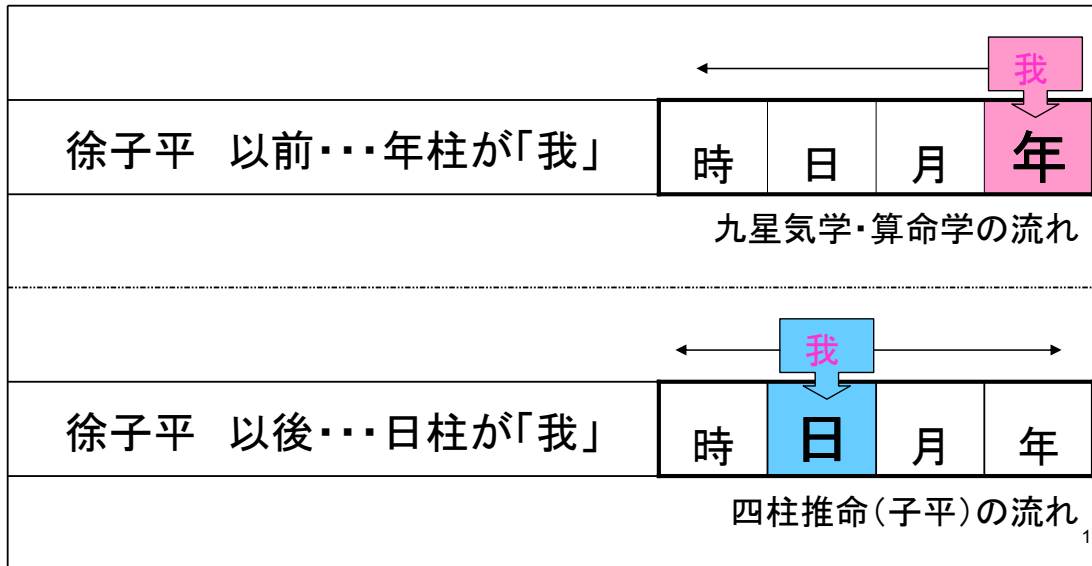 我
徐子平　以前・・・年柱が「我」
時 日 月 年
九星気学・算命学の流れ
我
徐子平　以後・・・日柱が「我」
時 日 月 年
四柱推命(子平)の流れ
1